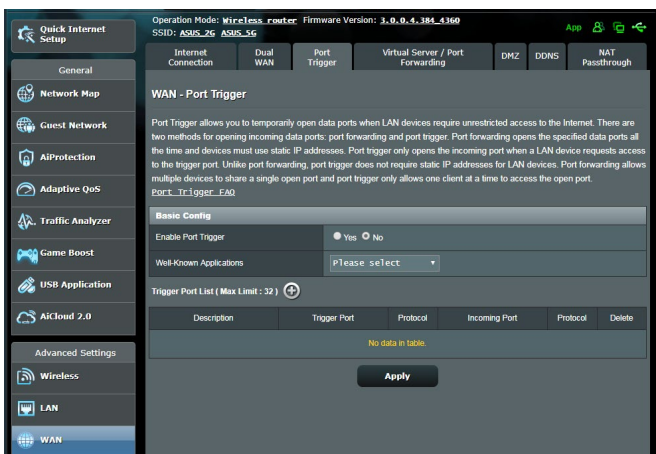 Operation Mode: Wireless router Firmware Version: 3.0.0.4.384_4360
SSID: ASUS_2G ASUS_5G
App
Quick Internet
Setup
General
Network Map
Guest Network
AiProtection
Adaptive QoS
Traffic Analyzer
Game Boost
USB Application
AiCloud 2.0
Advanced Settings
Wireless
LAN
WAN
Internet
Connection
Dual
WAN
Port
Trigger
Virtual Server / Port
Forwarding
DMZ
DDNS
NAT
Passthrough
WAN - Port Trigger
Port Trigger allows you to temporarily open data ports when LAN devices require unrestricted access to the Internet. There are
two methods for opening incoming data ports: port forwarding and port trigger. Port forwarding opens the specified data ports all
the time and devices must use static IP addresses. Port trigger only opens the incoming port when a LAN device requests access
to the trigger port. Unlike port forwarding, port trigger does not require static IP addresses for LAN devices. Port forwarding allows
multiple devices to share a single open port and port trigger only allows one client at a time to access the open port.
Port Trigger FAQ
Basic Config
Enable Port Trigger Yes No
Well-Known Applications Please select
Trigger Port List ( Max Limit : 32 )
Description Trigger Port Protocol Incoming Port Protocol Delete
No data in table.
Apply